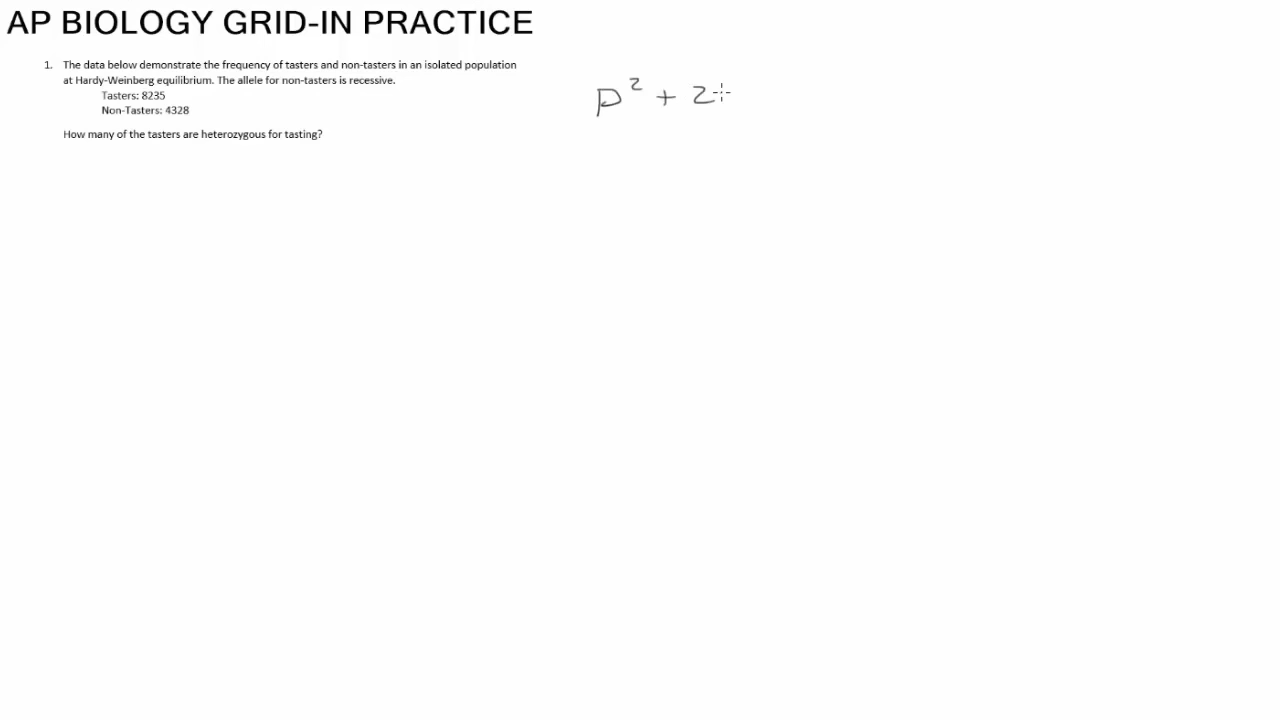 AP BIOLOGY GRID-IN PRACTICE
1. The data below demonstrate the frequency of tasters and non-tasters in an isolated population
at Hardy-Weinberg equilibrium. The allele for non-tasters is recessive.
Tasters: 8235
Non-Tasters: 4328
How many of the tasters are heterozygous for tasting?
p² + 2